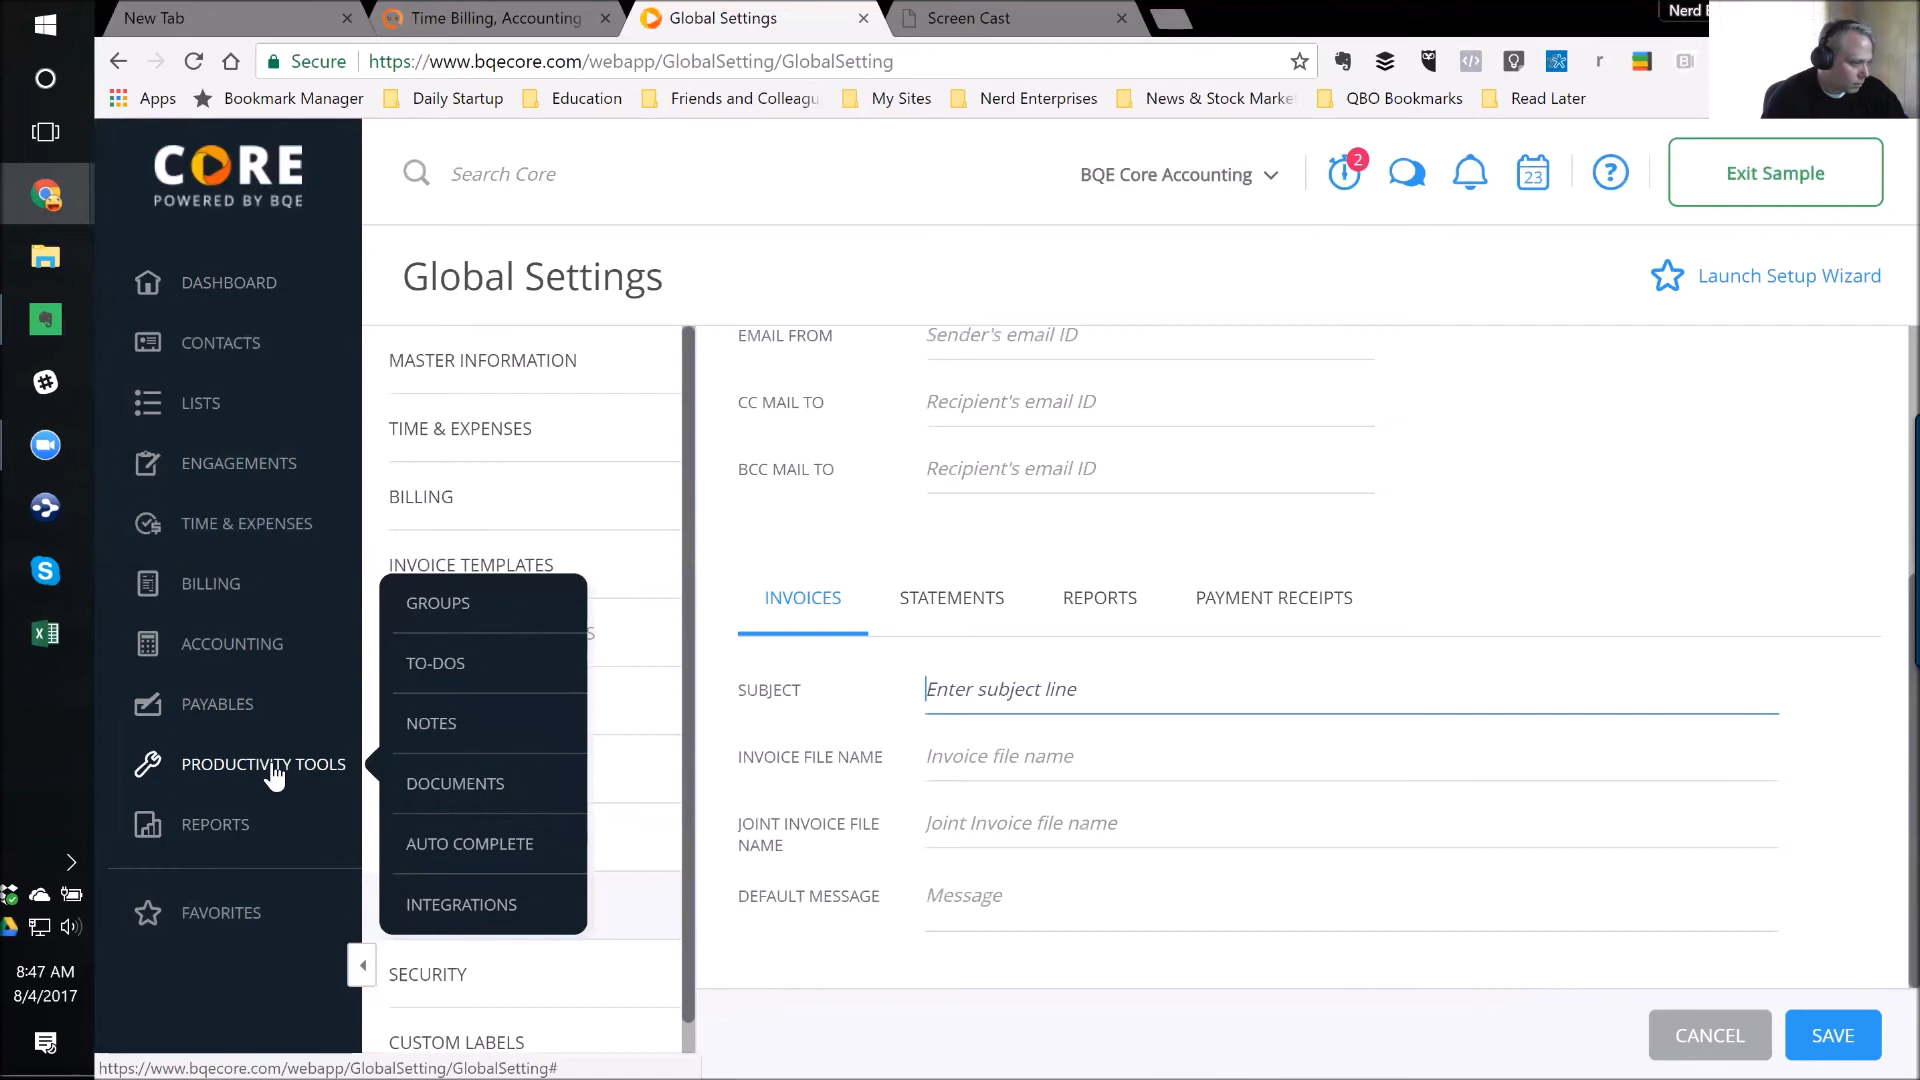 New Tab
Time Billing, Accounting
Global Settings
Screen Cast
Nerd
Secure
https://www.bqecore.com/webapp/GlobalSetting/GlobalSetting
Apps
Bookmark Manager
Daily Startup
Education
Friends and Colleagu
My Sites
Nerd Enterprises
News & Stock Market
QBO Bookmarks
Read Later
CORE
POWERED BY BQE
Search Core
BQE Core Accounting
2
23
Exit Sample
Global Settings
Launch Setup Wizard
DASHBOARD
CONTACTS
LISTS
ENGAGEMENTS
TIME & EXPENSES
BILLING
ACCOUNTING
PAYABLES
PRODUCTIVITY TOOLS
REPORTS
FAVORITES
MASTER INFORMATION
TIME & EXPENSES
BILLING
INVOICE TEMPLATES
S
GROUPS
TO-DOS
NOTES
DOCUMENTS
AUTO COMPLETE
INTEGRATIONS
SECURITY
CUSTOM LABELS
EMAIL FROM
Sender's email ID
CC MAIL TO
Recipient's email ID
BCC MAIL TO
Recipient's email ID
INVOICES
STATEMENTS
REPORTS
PAYMENT RECEIPTS
SUBJECT
Enter subject line
INVOICE FILE NAME
Invoice file name
JOINT INVOICE FILE
NAME
Joint Invoice file name
DEFAULT MESSAGE
Message
CANCEL
SAVE
8:47 AM
8/4/2017
https://www.bqecore.com/webapp/GlobalSetting/GlobalSetting#